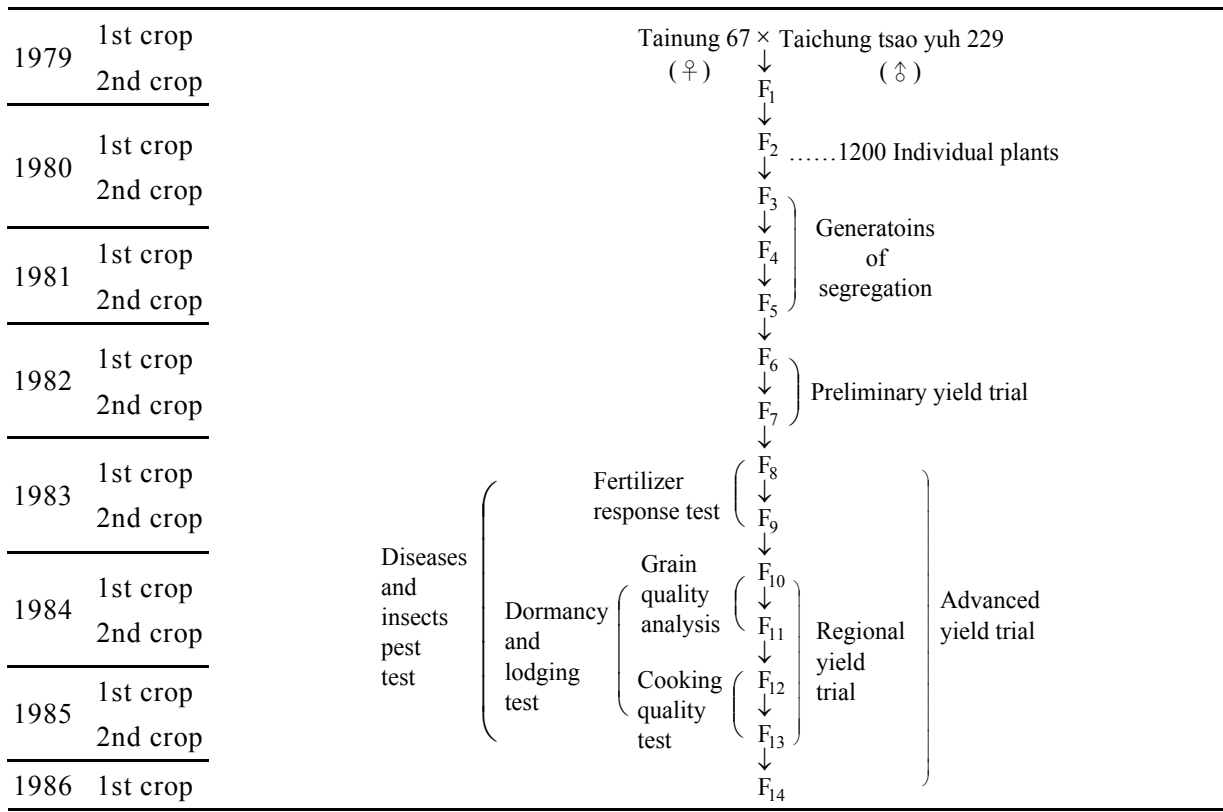 1979 1st crop Tainung 67 × Taichung tsao yuh 229
(♀) ↓ (♂)
2nd crop F1
↓
1980 1st crop F2 ……1200 Individual plants
↓
2nd crop F3
↓
1981 1st crop F4
↓
2nd crop F5
Generatoins
of
segregation
↓
1982 1st crop F6
↓
2nd crop F7
Preliminary yield trial
↓
1983 1st crop F8
↓
2nd crop F9
Fertilizer
response test
↓
1984 1st crop F10
↓
2nd crop F11
Diseases
and
insects
pest
test
Dormancy
and
lodging
test
Grain
quality
analysis
Regional
yield
trial
Advanced
yield trial
↓
1985 1st crop F12
↓
2nd crop F13
Cooking
quality
test
↓
1986 1st crop F14